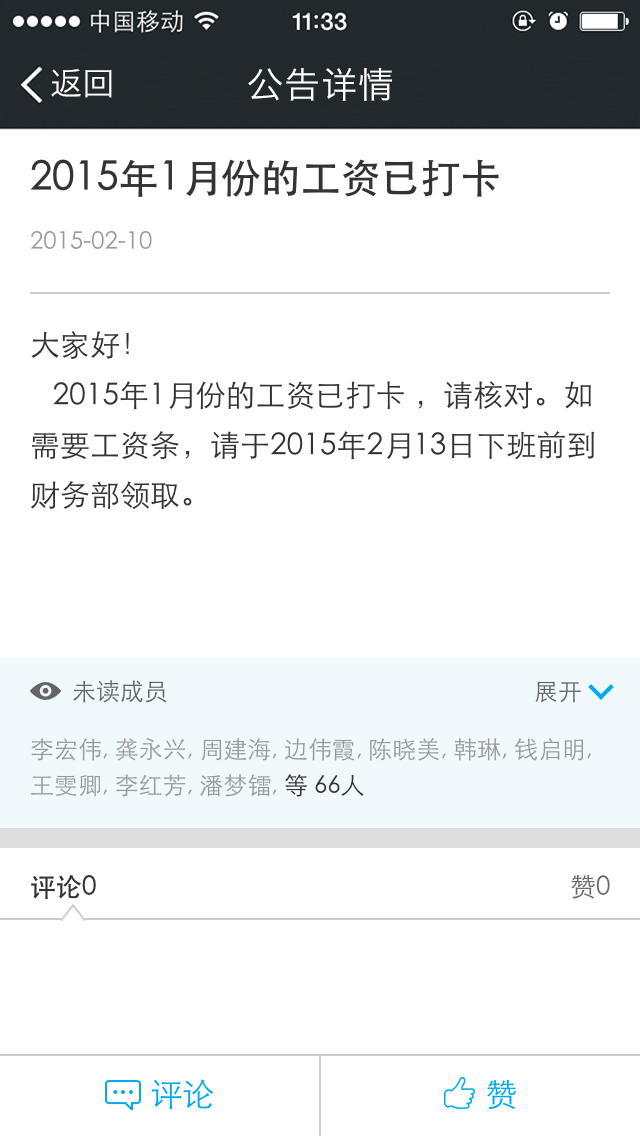 中国移动 11:33
返回 公告详情
2015年1月份的工资已打卡
2015-02-10
大家好!
2015年1月份的工资已打卡，请核对。如
需要工资条，请于2015年2月13日下班前到
财务部领取。
未读成员 展开
李宏伟, 龚永兴, 周建海, 边伟霞, 陈晓美, 韩琳, 钱启明,
王雯卿, 李红芳, 潘梦镭, 等 66人
评论0 赞0
评论 赞